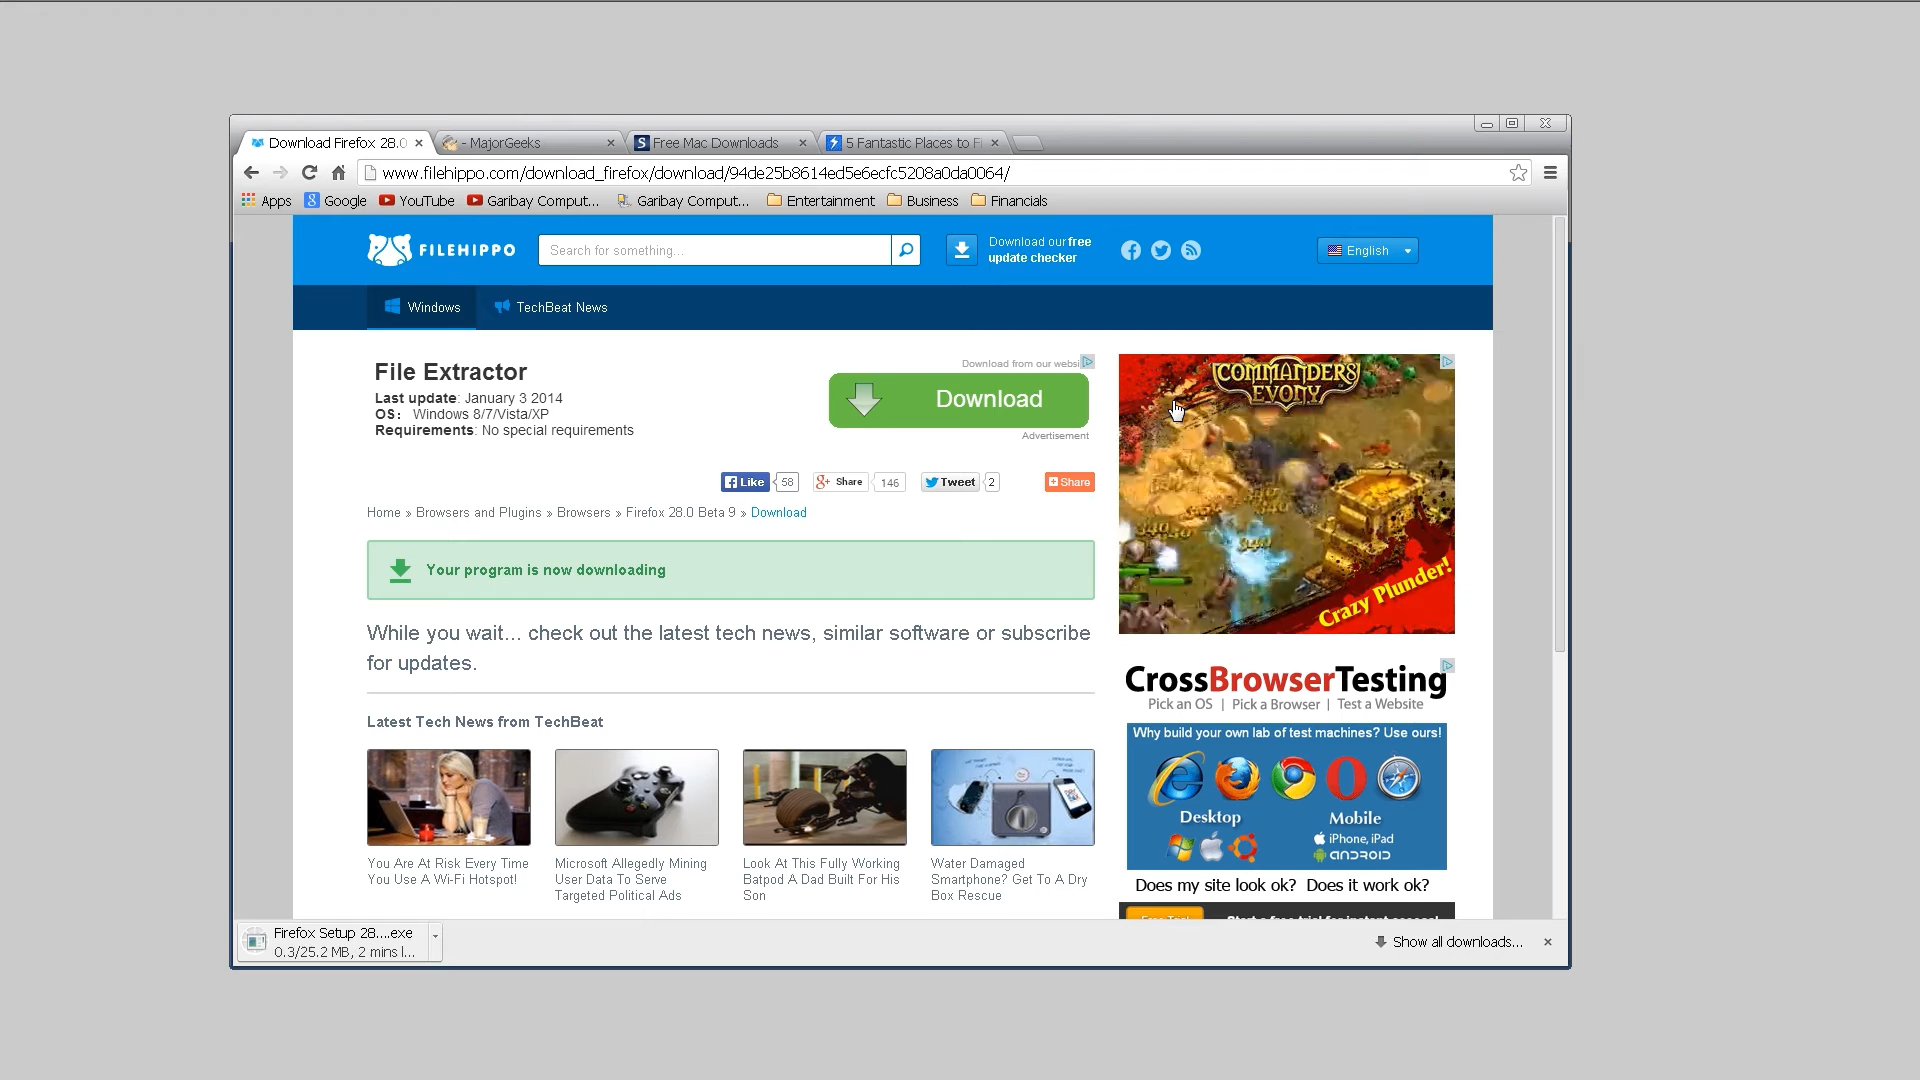 Download Firefox 28.0
- MajorGeeks
Free Mac Downloads
5 Fantastic Places to Fi
www.filehippo.com/download_firefox/download/94de25b8614ed5e6ecfc5208a0da0064/
Apps
Google
YouTube
Garibay Comput...
Garibay Comput...
Entertainment
Business
Financials
FILEHIPPO
Search for something...
Download our free
update checker
English
Windows
TechBeat News
File Extractor
Last update: January 3 2014
OS: Windows 8/7/Vista/XP
Requirements: No special requirements
Download from our websi
Download
Advertisement
Like 58
Share 146
Tweet 2
Share
Home » Browsers and Plugins » Browsers » Firefox 28.0 Beta 9 » Download
Your program is now downloading
While you wait... check out the latest tech news, similar software or subscribe
for updates.
Latest Tech News from TechBeat
You Are At Risk Every Time
You Use A Wi-Fi Hotspot!
Microsoft Allegedly Mining
User Data To Serve
Targeted Political Ads
Look At This Fully Working
Batpod A Dad Built For His
Son
Water Damaged
Smartphone? Get To A Dry
Box Rescue
COMMANDERS
EVONY
Crazy Plunder!
CrossBrowserTesting
Pick an OS | Pick a Browser | Test a Website
Why build your own lab of test machines? Use ours!
Desktop
Mobile
iPhone, iPad
ANDROID
Does my site look ok? Does it work ok?
Start a free trial for instant access!
Firefox Setup 28....exe
0.3/25.2 MB, 2 mins l...
Show all downloads...